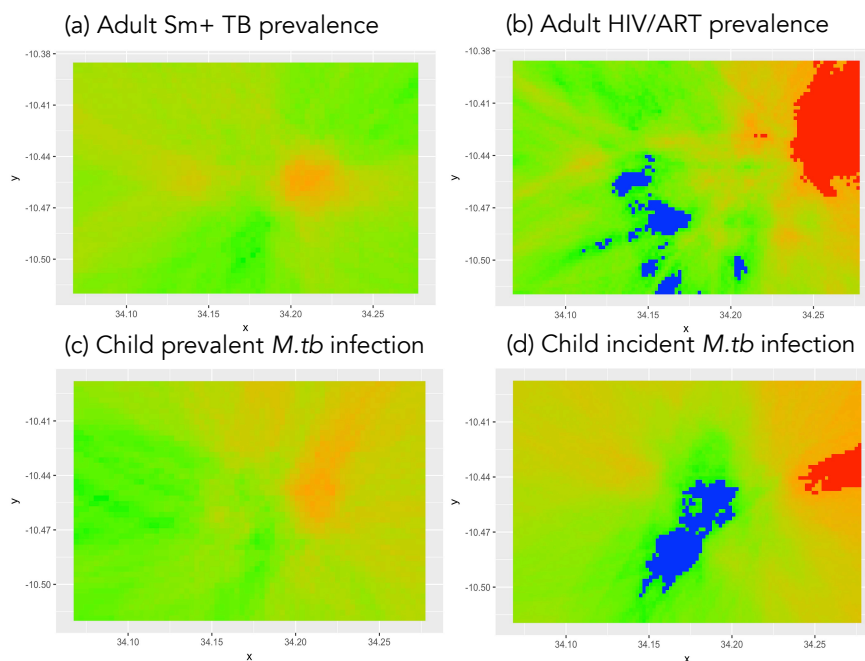 (a) Adult Sm+ TB prevalence
(b) Adult HIV/ART prevalence
-10.38
-10.41
-10.44
-10.47
-10.50
y
34.10
34.15
34.20
34.25
x
-10.38
-10.41
-10.44
-10.47
-10.50
y
34.10
34.15
34.20
34.25
x
(c) Child prevalent M.tb infection
(d) Child incident M.tb infection
-10.41
-10.44
-10.47
-10.50
y
34.10
34.15
34.20
34.25
x
-10.41
-10.44
-10.47
-10.50
y
34.10
34.15
34.20
34.25
x